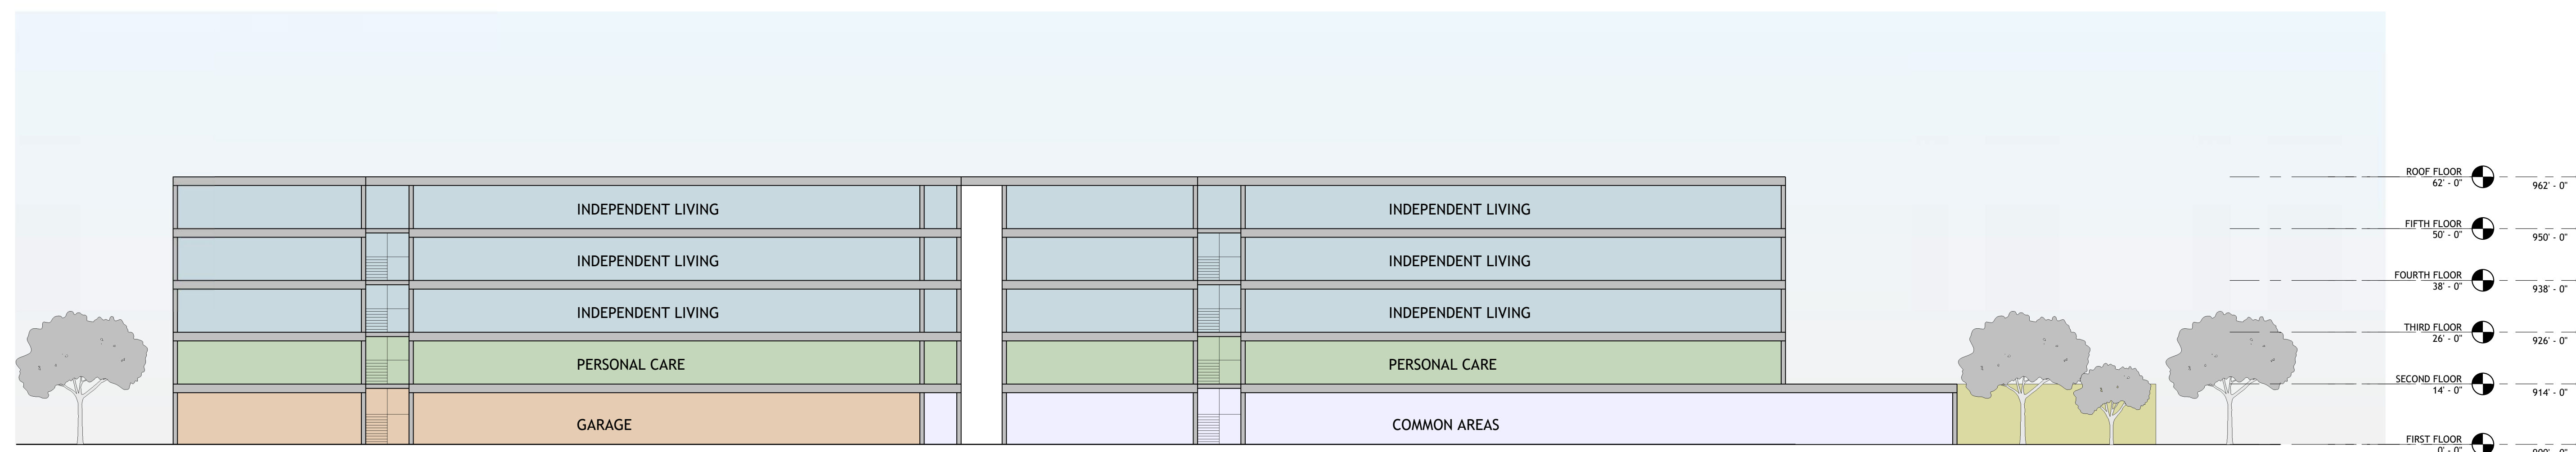 ROOF FLOOR
62' - 0"
962' - 0"
INDEPENDENT LIVING
INDEPENDENT LIVING
FIFTH FLOOR
50' - 0"
950' - 0"
INDEPENDENT LIVING
INDEPENDENT LIVING
FOURTH FLOOR
38' - 0"
938' - 0"
INDEPENDENT LIVING
INDEPENDENT LIVING
THIRD FLOOR
26' - 0"
926' - 0"
PERSONAL CARE
PERSONAL CARE
SECOND FLOOR
14' - 0"
914' - 0"
GARAGE
COMMON AREAS
FIRST FLOOR